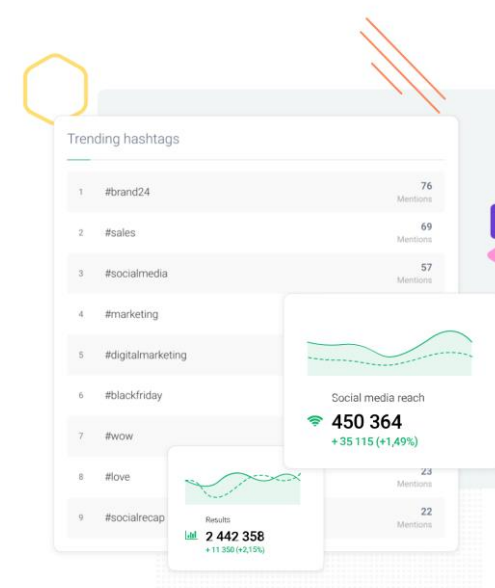 Trending hashtags
1 #brand24 76
Mentions
2 #sales 69
Mentions
3 #socialmedia 57
Mentions
4 #marketing
5 #digitalmarketing
6 #blackfriday
7 #wow
8 #love 23
Mentions
9 #socialrecap 22
Mentions
Social media reach
450 364
+ 35 115 (+1,49%)
Results
2 442 358
+ 11 350 (+2,15%)